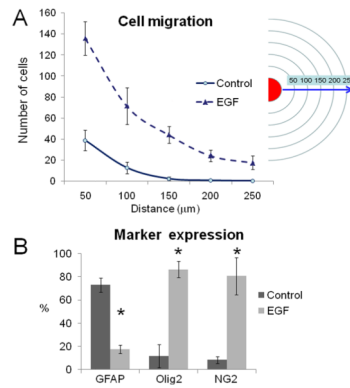 A
Cell migration
Number of cells
160
140
120
100
80
60
40
20
0
50
100
150
200
250
Distance (µm)
Control
EGF
50 100 150 200 25
B
Marker expression
%
100
80
60
40
20
0
*
*
*
GFAP
Olig2
NG2
Control
EGF